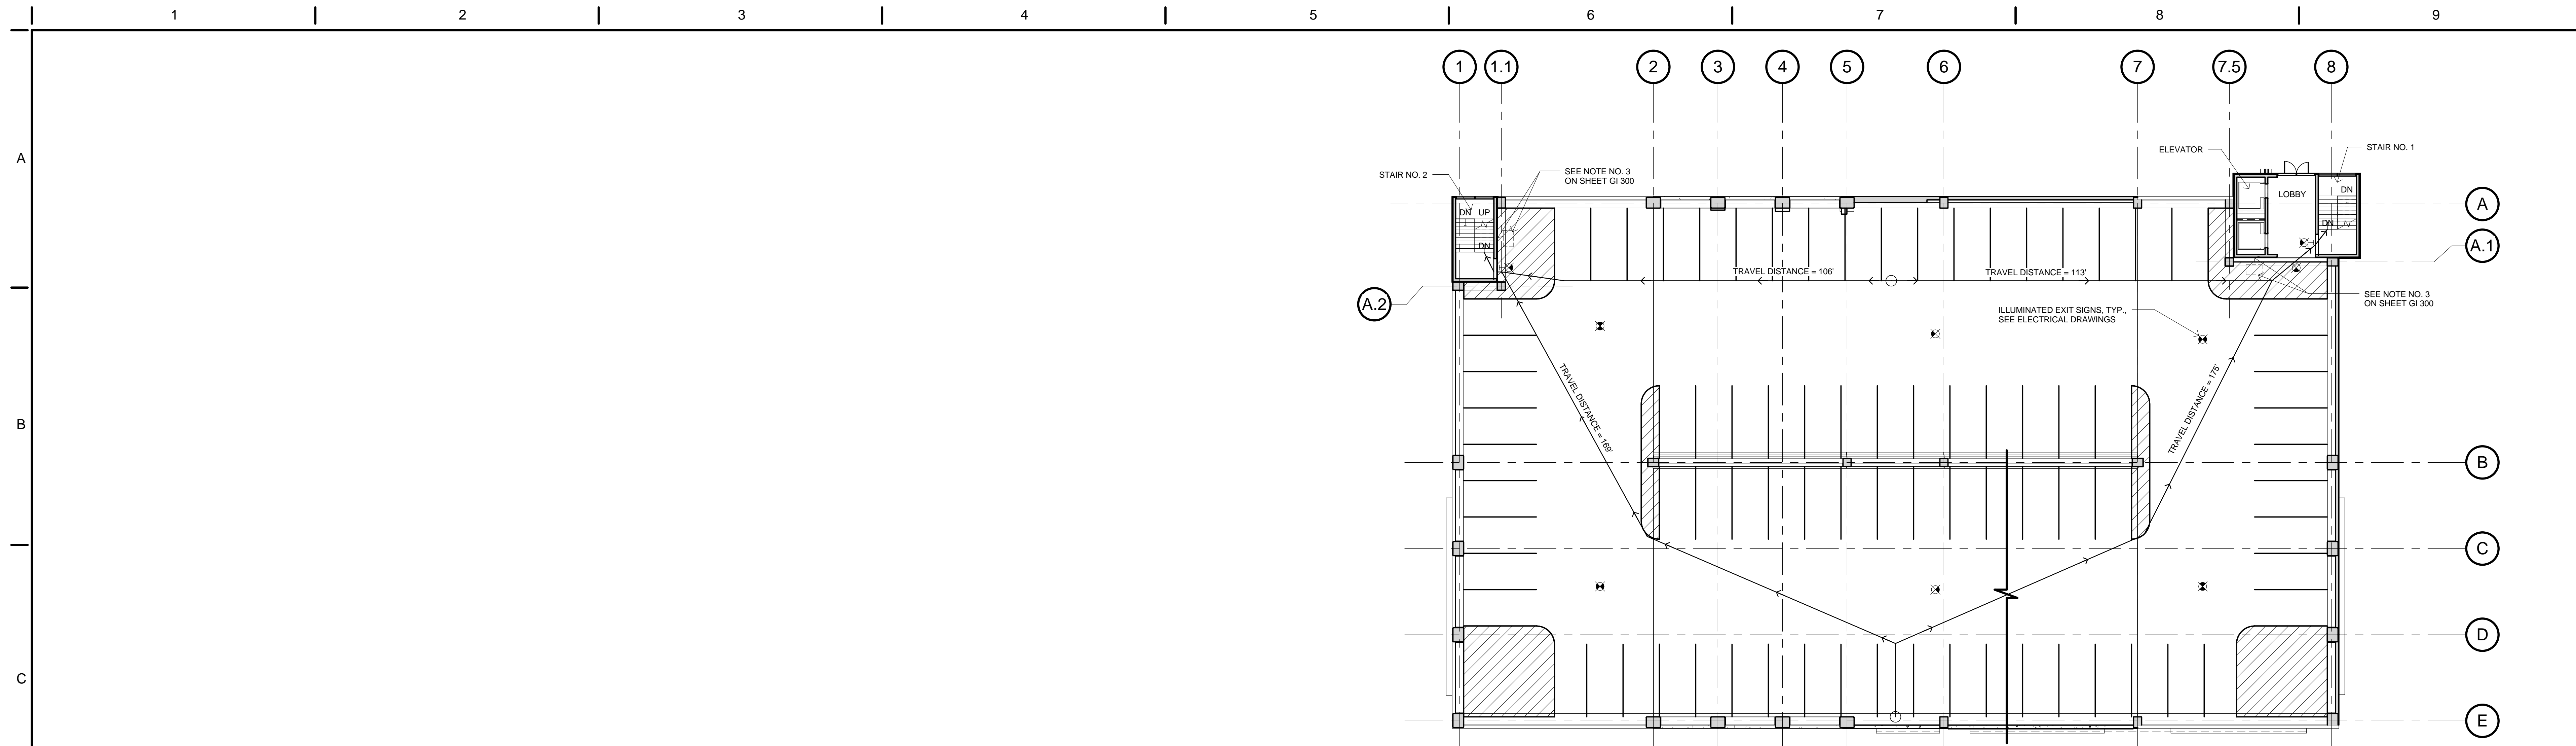 1 2 3 4 5 6 7 8 9
1 1.1 2 3 4 5 6 7 7.5 8
A
ELEVATOR
STAIR NO. 1
STAIR NO. 2
SEE NOTE NO. 3
ON SHEET GI 300
LOBBY
DN
DN
A
DN UP
DN
A.1
TRAVEL DISTANCE = 106'
TRAVEL DISTANCE = 113'
A.2
SEE NOTE NO. 3
ON SHEET GI 300
ILLUMINATED EXIT SIGNS, TYP.,
SEE ELECTRICAL DRAWINGS
TRAVEL DISTANCE = 169'
TRAVEL DISTANCE = 175'
B
B
C
D
C
E